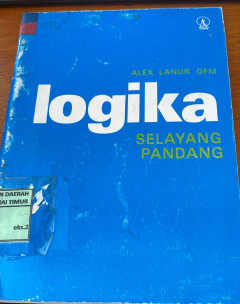 ALEX LANUR OFM
logika
SELAYANG
PANDANG
N DAERAH
AI TIMUR
eks.2